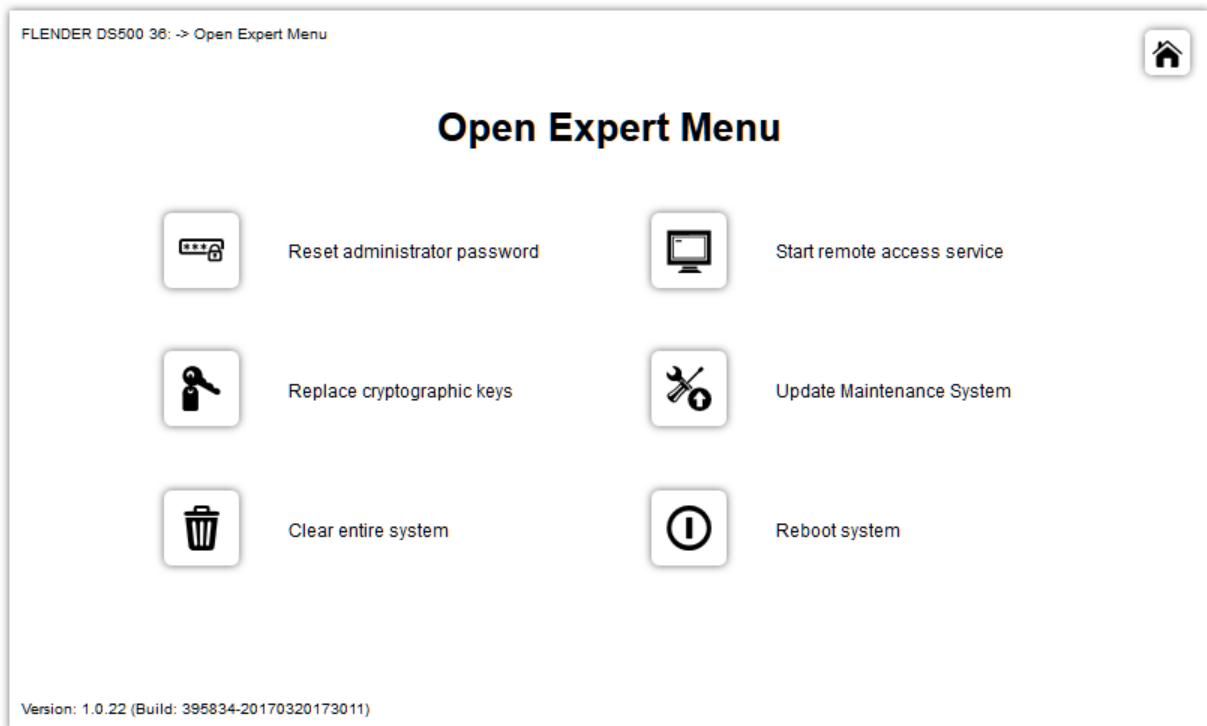 FLENDER DS500 36: -> Open Expert Menu
Open Expert Menu
Reset administrator password
Start remote access service
Replace cryptographic keys
Update Maintenance System
Clear entire system
Reboot system
Version: 1.0.22 (Build: 395834-20170320173011)